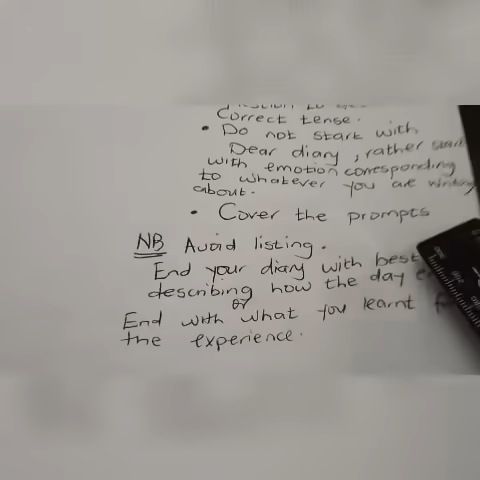 Correct tense.
• Do not start with
Dear diary, rather start
with emotion corresponding
to whatever you are writing
about.
• Cover the prompts
NB Avoid listing.
End your diary with best
describing how the day
or
End with what you learnt
the experience.